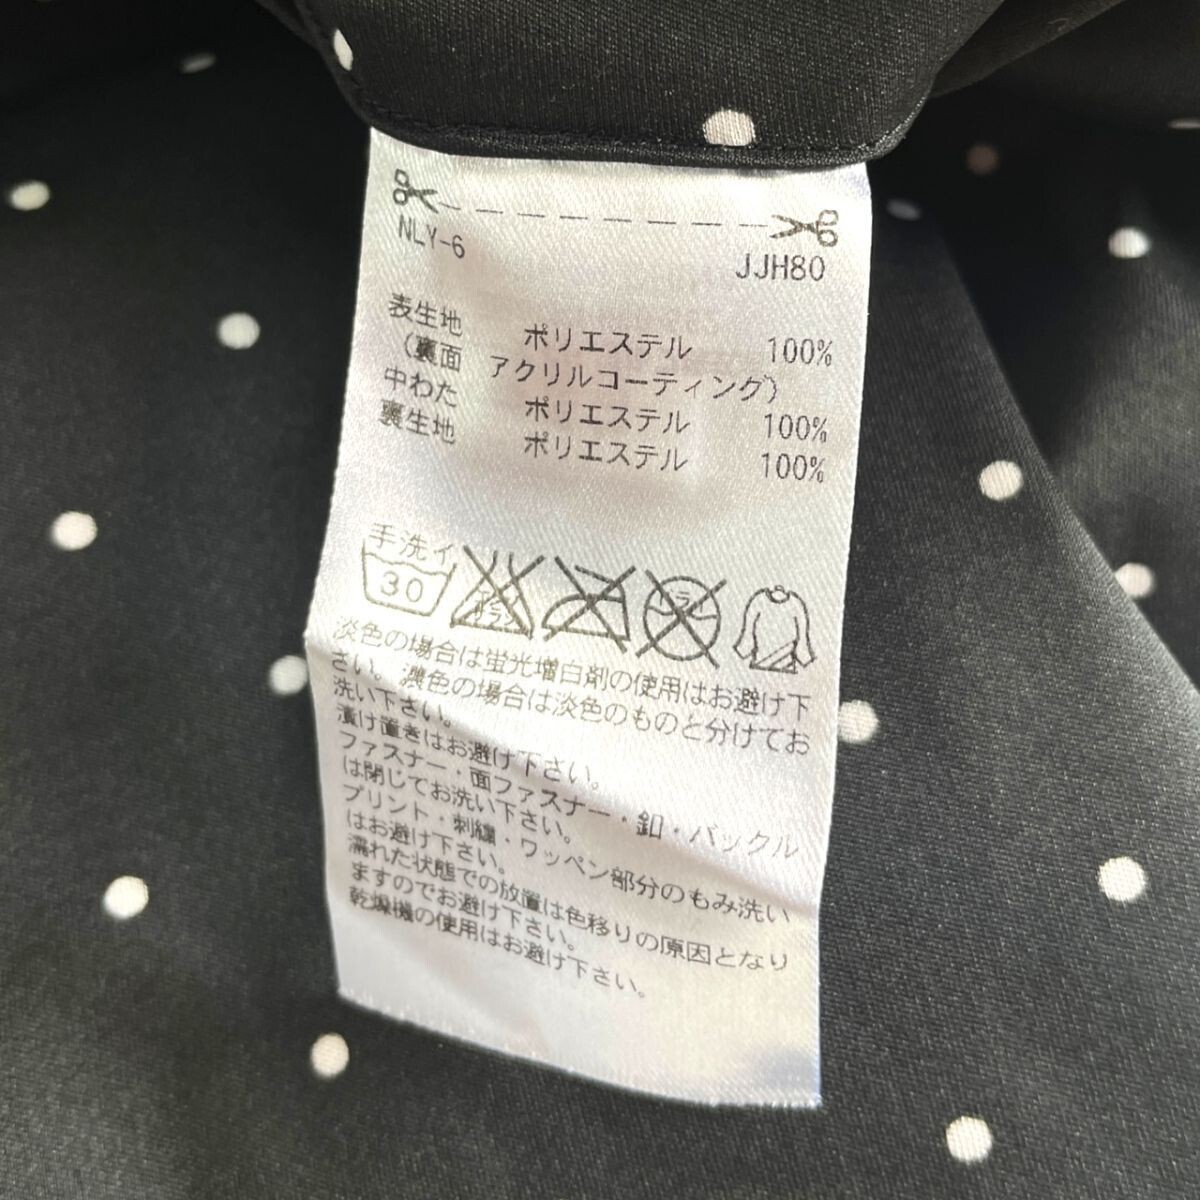 NLY-6 JJH80
表生地 ポリエステル 100%
(裏面 アクリルコーティング)
中わた ポリエステル 100%
裏生地 ポリエステル 100%
手洗イ
30
エンソ
サラシ
ドライ
淡色の場合は蛍光増白剤の使用はお避け下
さい。濃色の場合は淡色のものと分けてお
洗い下さい。
漬け置きはお避け下さい。
ファスナー・面ファスナー・釦・バックル
は閉じてお洗い下さい。
プリント・刺繍・ワッペン部分のもみ洗い
はお避け下さい。
濡れた状態での放置は色移りの原因となり
ますのでお避け下さい。
乾燥機の使用はお避け下さい。